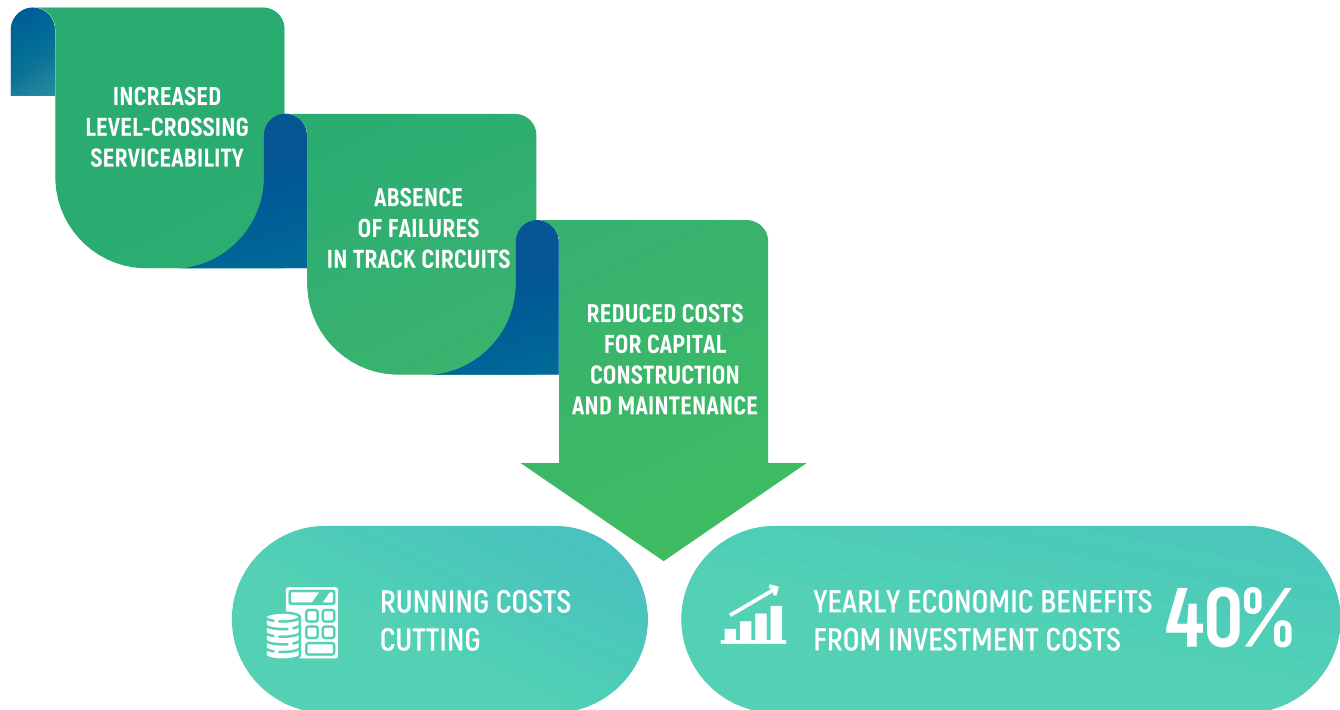 INCREASED
LEVEL-CROSSING
SERVICEABILITY
ABSENCE
OF FAILURES
IN TRACK CIRCUITS
REDUCED COSTS
FOR CAPITAL
CONSTRUCTION
AND MAINTENANCE
RUNNING COSTS
CUTTING
YEARLY ECONOMIC BENEFITS
FROM INVESTMENT COSTS
40%